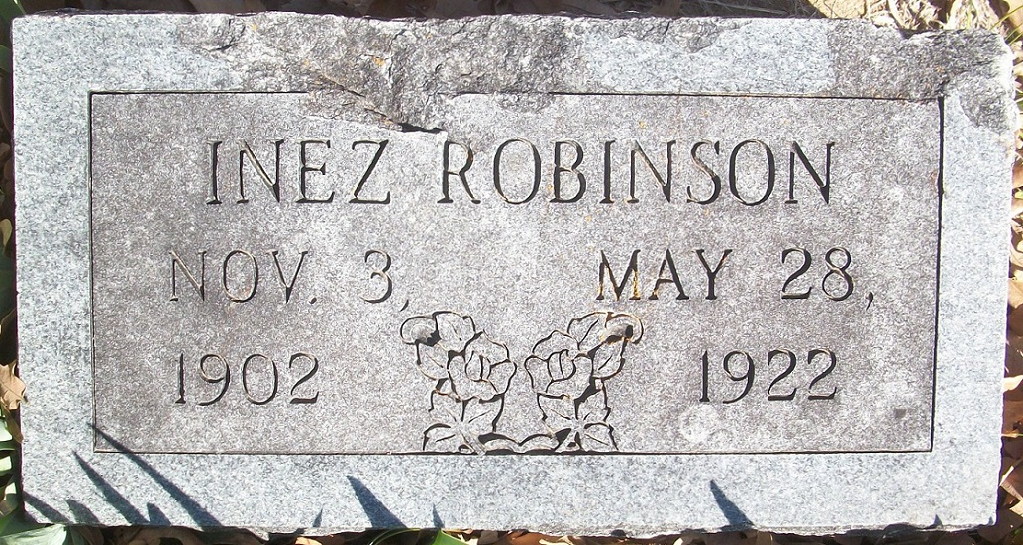 INEZ ROBINSON
NOV. 3, MAY 28,
1902 1922